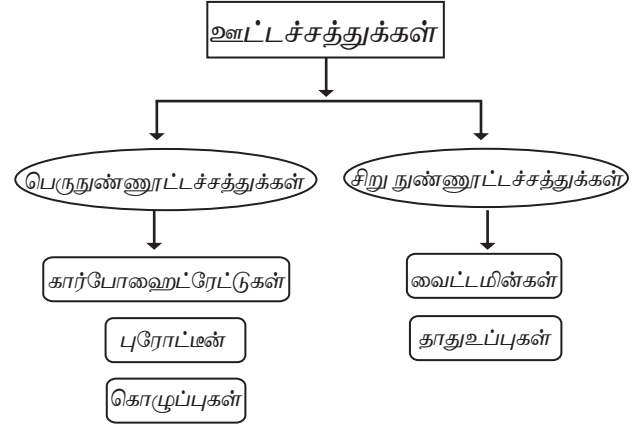 ஊட்டச்சத்துக்கள்
பெருநுண்ணூட்டச்சத்துக்கள்
சிறு நுண்ணூட்டச்சத்துக்கள்
கார்போஹைட்ரேட்டுகள்
வைட்டமின்கள்
புரோட்டீன்
தாதுஉப்புகள்
கொழுப்புகள்